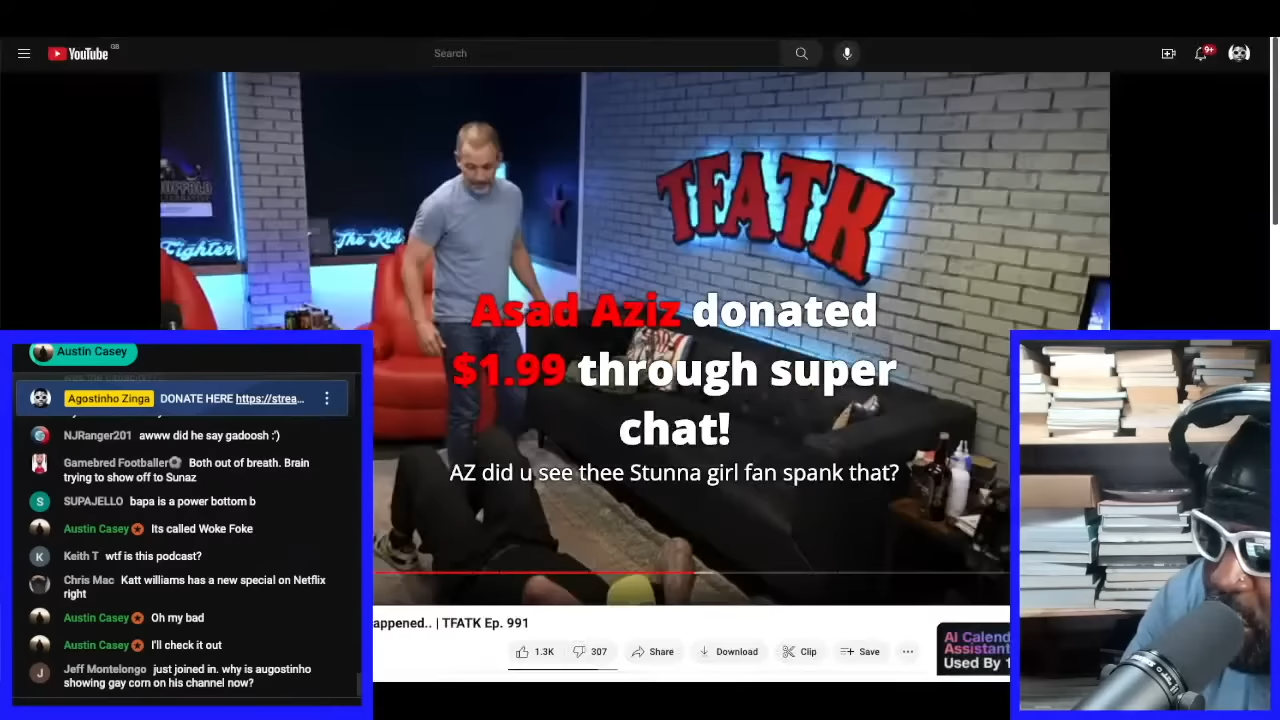 YouTube GB
Search
9+
BUFFALO
Fighter
The Kid
TFATK
Asad Aziz donated
$1.99 through super
chat!
AZ did u see thee Stunna girl fan spank that?
Austin Casey
Agostinho Zinga DONATE HERE https://strea...
NJRanger201 awww did he say gadoosh :')
Gamebred Footballer⚽ Both out of breath. Brain
trying to show off to Sunaz
S SUPAJELLO bapa is a power bottom b
Austin Casey Its called Woke Foke
K Keith T wtf is this podcast?
Chris Mac Katt williams has a new special on Netflix
right
Austin Casey Oh my bad
Austin Casey I'll check it out
J Jeff Montelongo just joined in. why is augostinho
showing gay corn on his channel now?
appened.. | TFATK Ep. 991
1.3K 307 Share Download Clip Save ...
AI Calend
Assistant
Used By 1